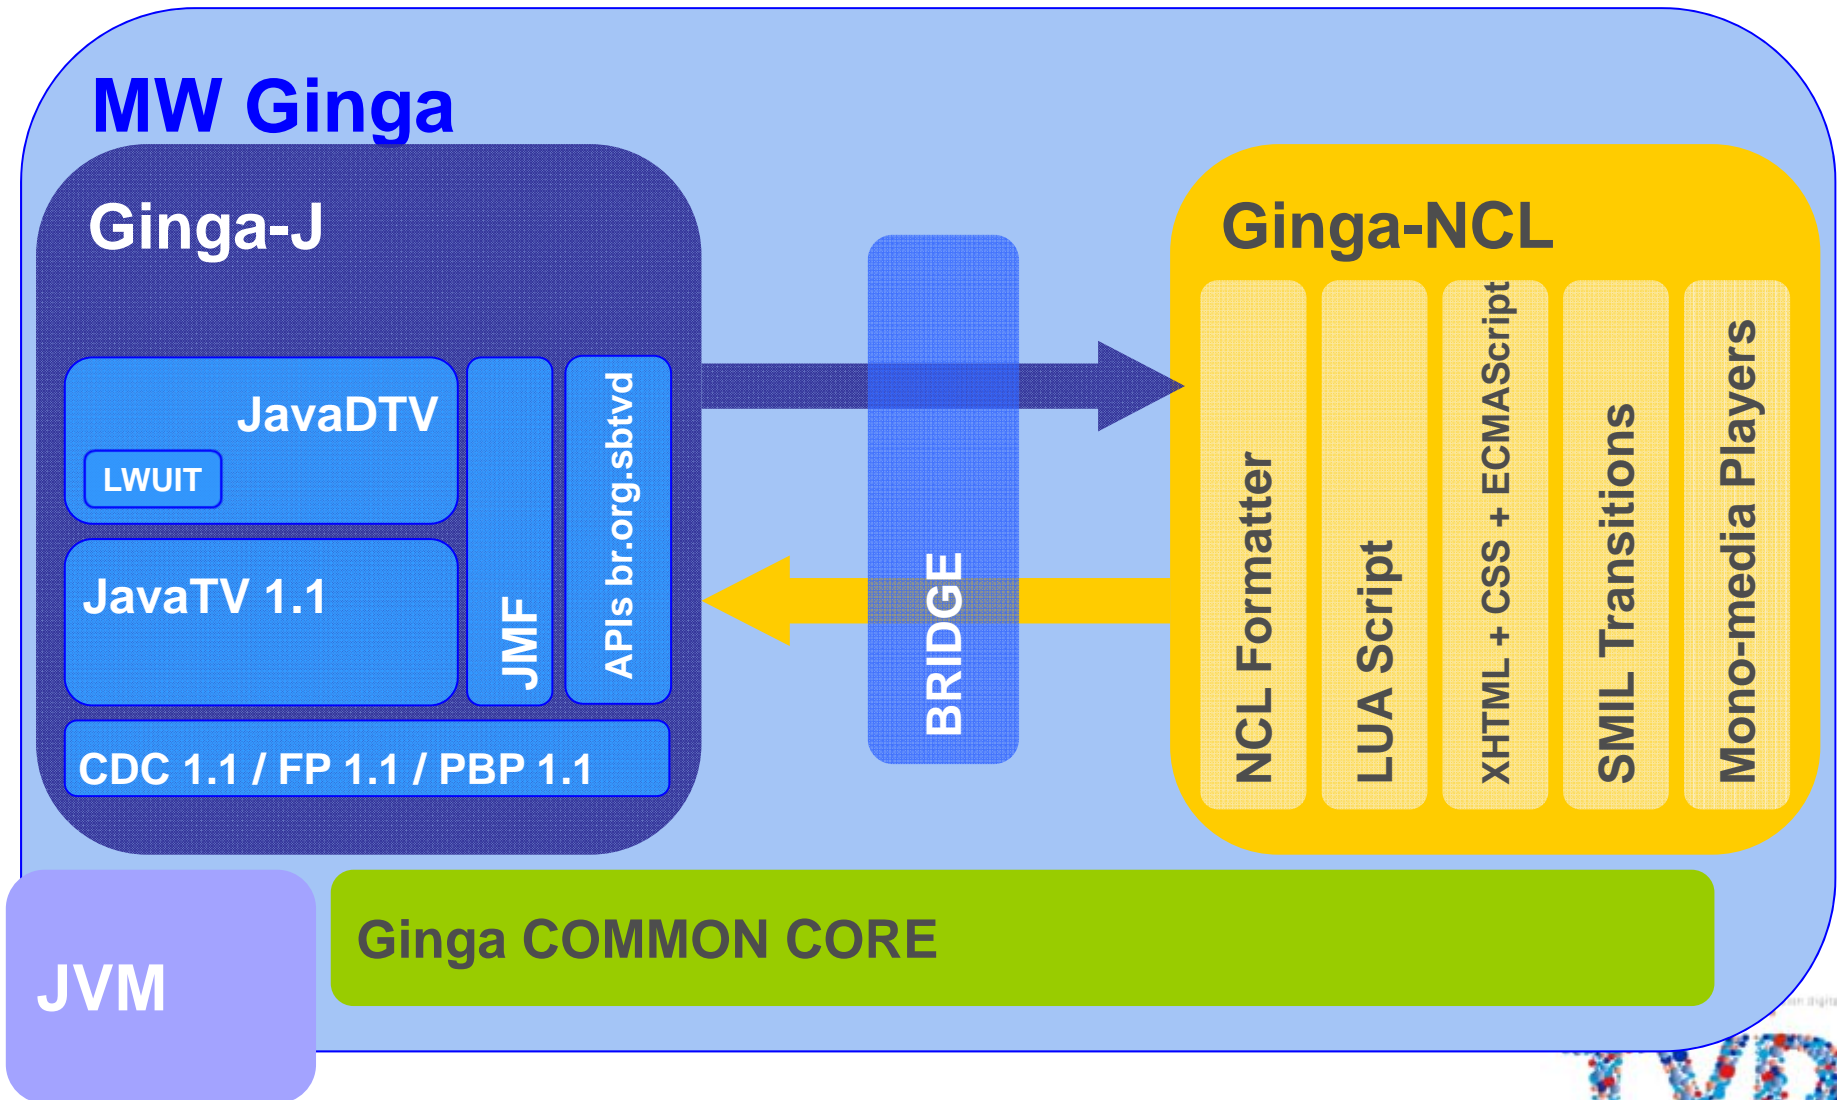 MW Ginga
Ginga-J
JavaDTV
LWUIT
JavaTV 1.1
JMF
APIs br.org.sbtvd
CDC 1.1 / FP 1.1 / PBP 1.1
BRIDGE
Ginga-NCL
NCL Formatter
LUA Script
XHTML + CSS + ECMAScript
SMIL Transitions
Mono-media Players
JVM
Ginga COMMON CORE
TVD